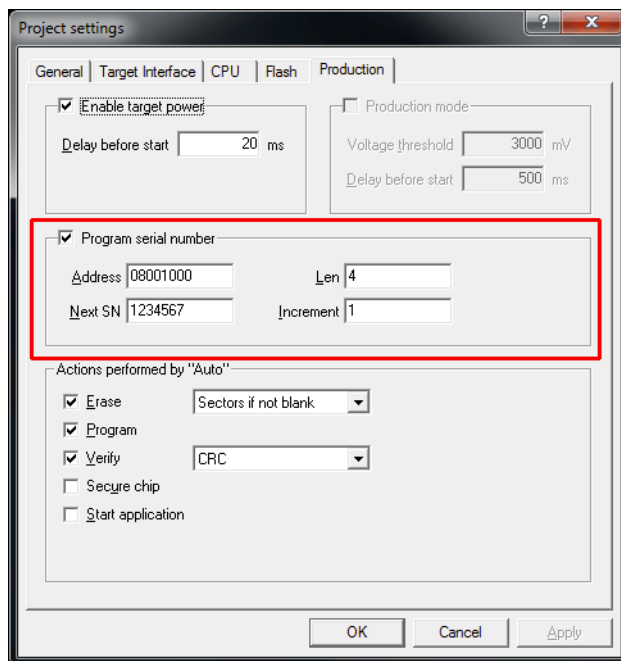 Project settings
?
X
General Target Interface CPU Flash Production
Enable target power
Delay before start 20 ms
Production mode
Voltage threshold 3000 mV
Delay before start 500 ms
Program serial number
Address 08001000 Len 4
Next SN 1234567 Increment 1
Actions performed by "Auto"
Erase Sectors if not blank
Program
Verify CRC
Secure chip
Start application
OK Cancel Apply